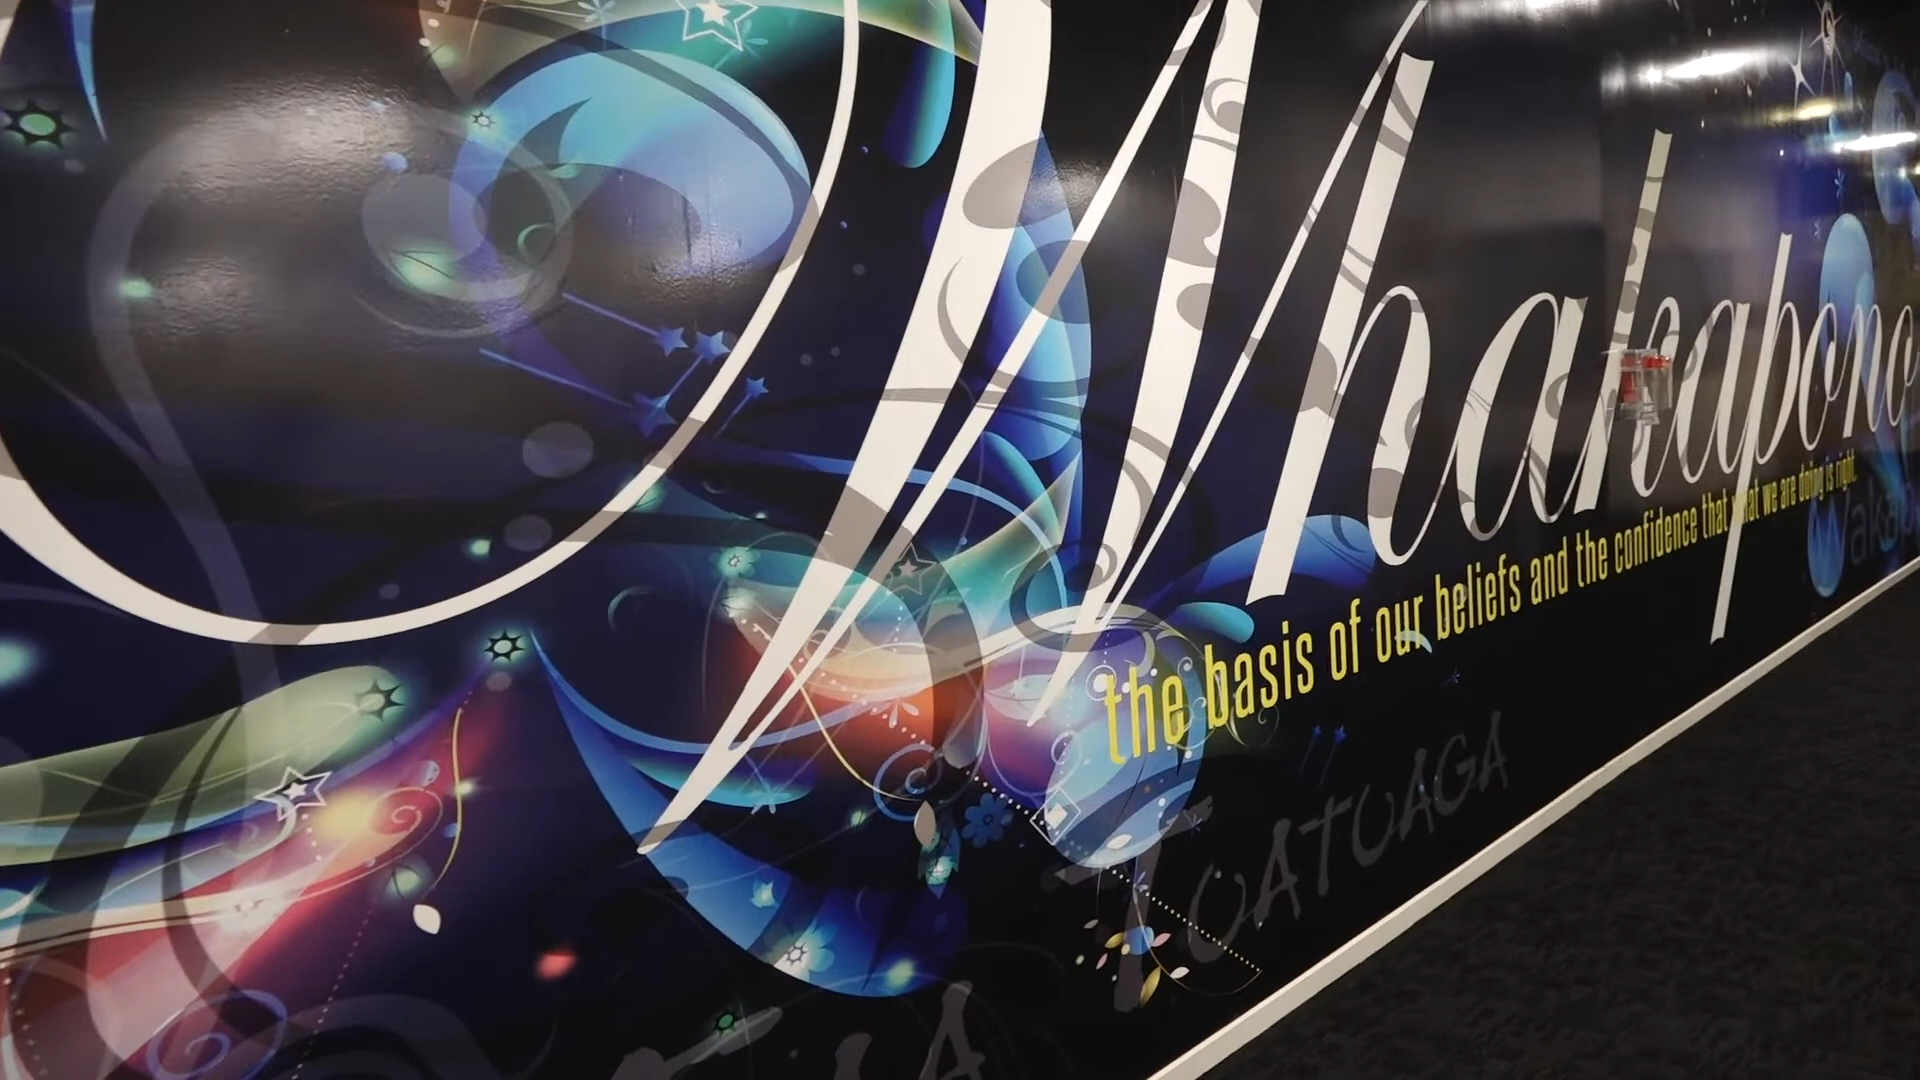 Whakapono
the basis of our beliefs and the confidence that what we are doing is right.
TOATUAGA